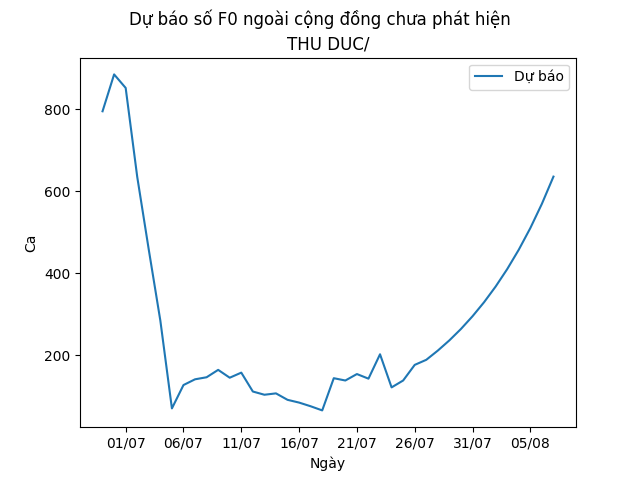 Dự báo số F0 ngoài cộng đồng chưa phát hiện
THU DUC/
Dự báo
800
600
400
200
Ca
01/07 06/07 11/07 16/07 21/07 26/07 31/07 05/08
Ngày